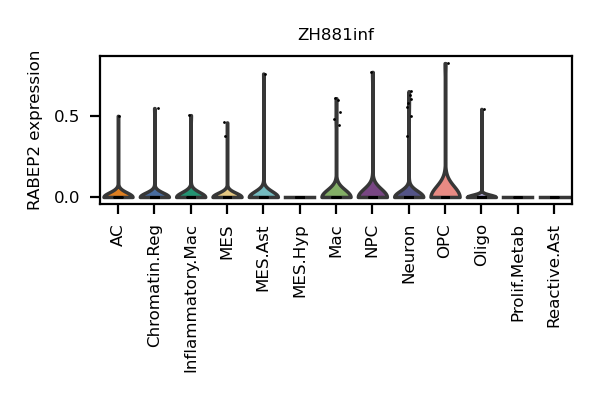 ZH881inf
RABEP2 expression
0.5
0.0
AC
Chromatin.Reg
Inflammatory.Mac
MES
MES.Ast
MES.Hyp
Mac
NPC
Neuron
OPC
Oligo
Prolif.Metab
Reactive.Ast